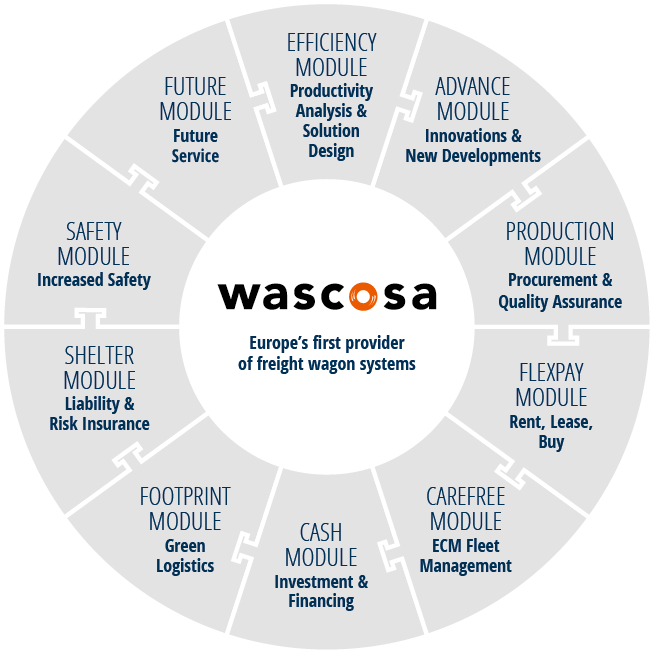 EFFICIENCY
MODULE
Productivity
Analysis &
Solution
Design
ADVANCE
MODULE
Innovations &
New Developments
PRODUCTION
MODULE
Procurement &
Quality Assurance
FLEXPAY
MODULE
Rent, Lease,
Buy
CAREFREE
MODULE
ECM Fleet
Management
CASH
MODULE
Investment &
Financing
FOOTPRINT
MODULE
Green
Logistics
SHELTER
MODULE
Liability &
Risk Insurance
SAFETY
MODULE
Increased Safety
FUTURE
MODULE
Future
Service
wascosa
Europe’s first provider
of freight wagon systems